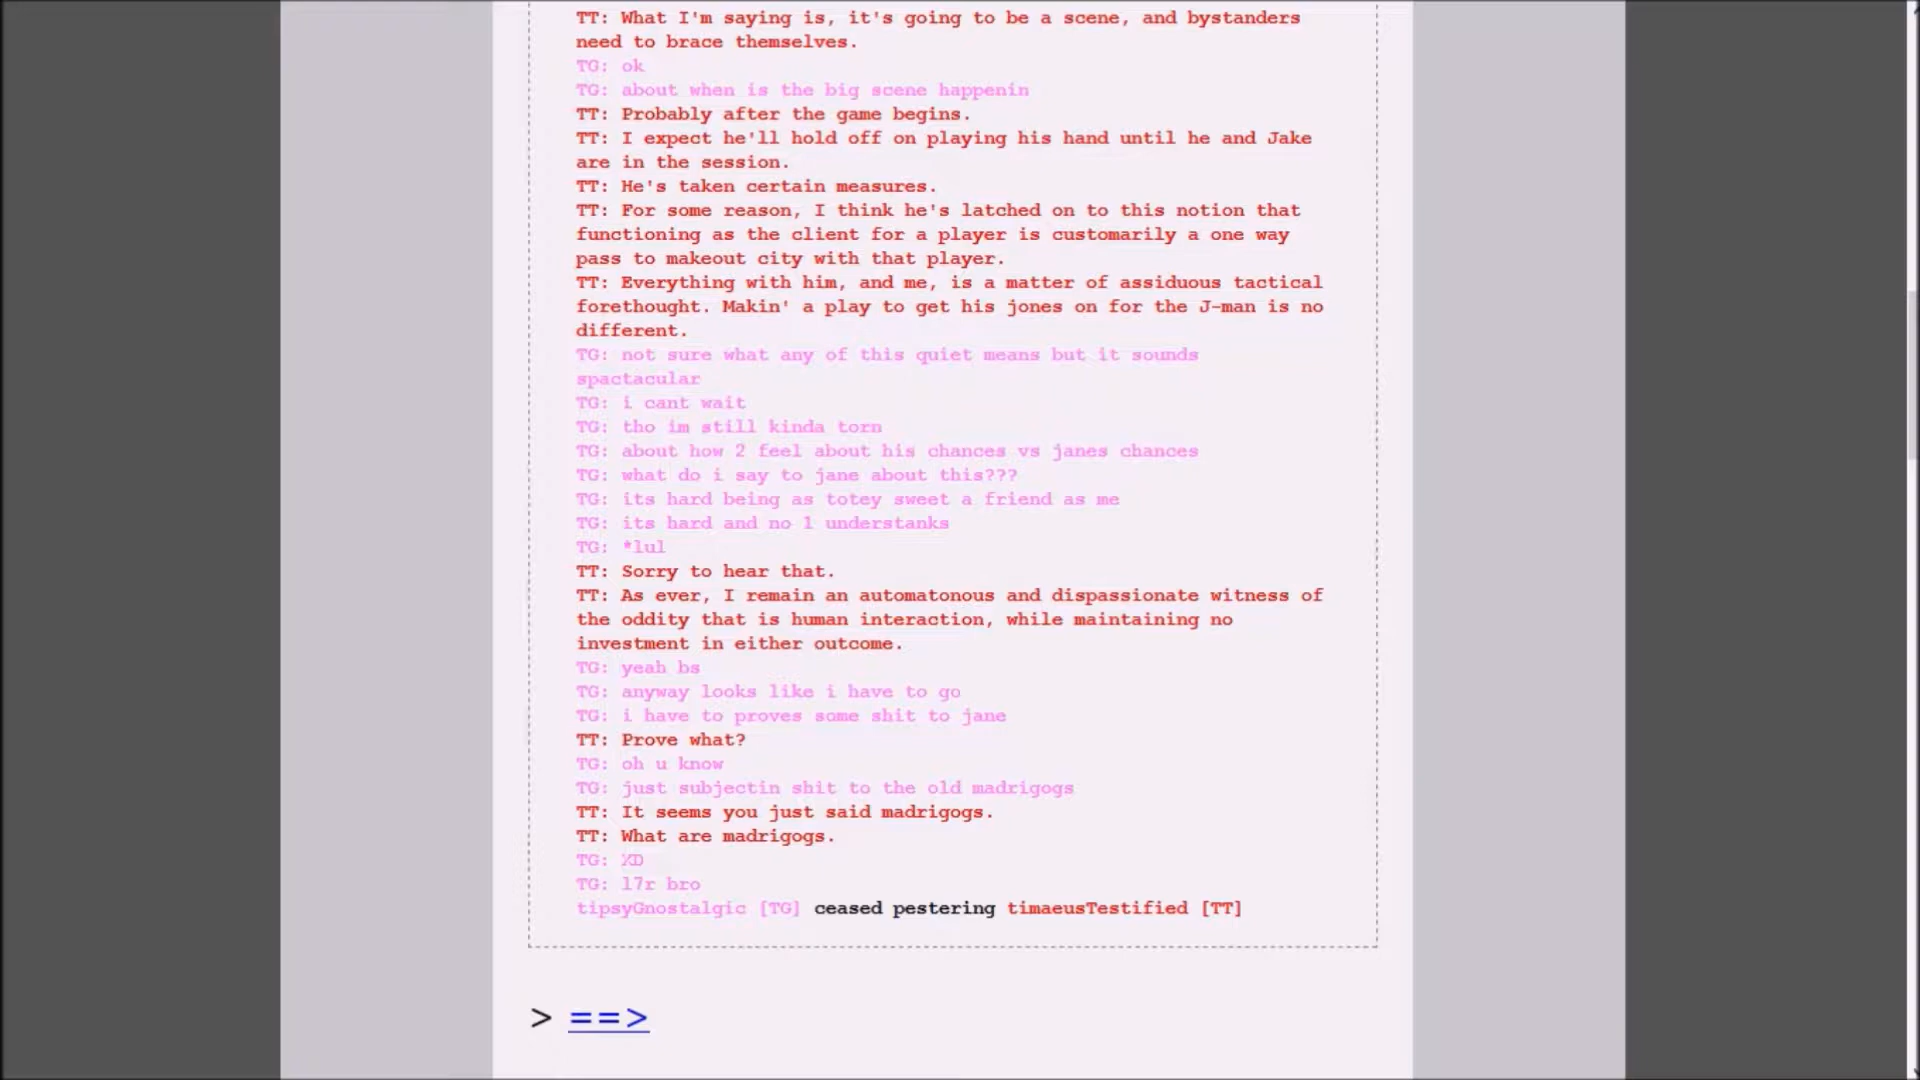 TT: What I'm saying is, it's going to be a scene, and bystanders
need to brace themselves.
TG: ok
TG: about when is the big scene happenin
TT: Probably after the game begins.
TT: I expect he'll hold off on playing his hand until he and Jake
are in the session.
TT: He's taken certain measures.
TT: For some reason, I think he's latched on to this notion that
functioning as the client for a player is customarily a one way
pass to makeout city with that player.
TT: Everything with him, and me, is a matter of assiduous tactical
forethought. Makin' a play to get his jones on for the J-man is no
different.
TG: not sure what any of this quiet means but it sounds
spactacular
TG: i cant wait
TG: tho im still kinda torn
TG: about how 2 feel about his chances vs janes chances
TG: what do i say to jane about this???
TG: its hard being as totey sweet a friend as me
TG: its hard and no 1 understanks
TG: *lul
TT: Sorry to hear that.
TT: As ever, I remain an automatonous and dispassionate witness of
the oddity that is human interaction, while maintaining no
investment in either outcome.
TG: yeah bs
TG: anyway looks like i have to go
TG: i have to proves some shit to jane
TT: Prove what?
TG: oh u know
TG: just subjectin shit to the old madrigogs
TT: It seems you just said madrigogs.
TT: What are madrigogs.
TG: XD
TG: l7r bro
tipsyGnostalgic [TG] ceased pestering timaeusTestified [TT]
> ==>